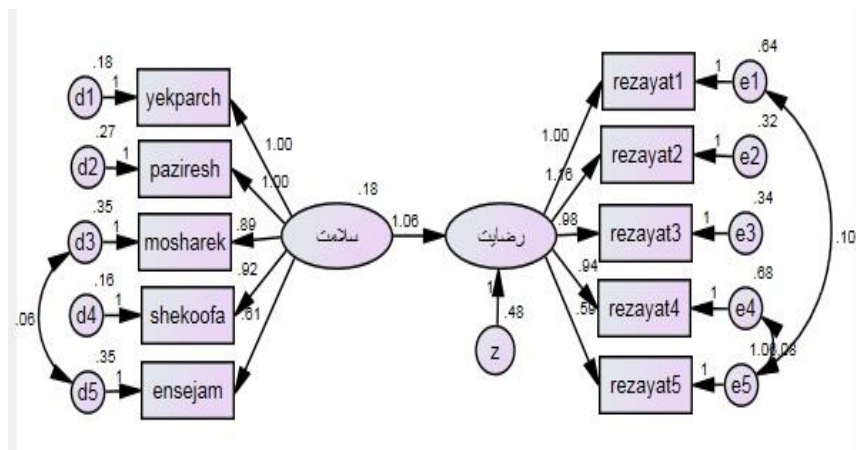 .18
d1
1
yekparch
1.00
.27
d2
1
paziresh
1.00
.35
d3
1
mosharek
.89
.16
d4
1
shekoofa
.92
.35
d5
1
ensejam
.61
.06
سلامت
.18
1.06
رضایت
1
.48
z
1.00
rezayat1
1
.64
e1
1.16
rezayat2
1
.32
e2
.98
rezayat3
1
.34
e3
.94
rezayat4
1
.68
e4
.59
rezayat5
1
e5
.10